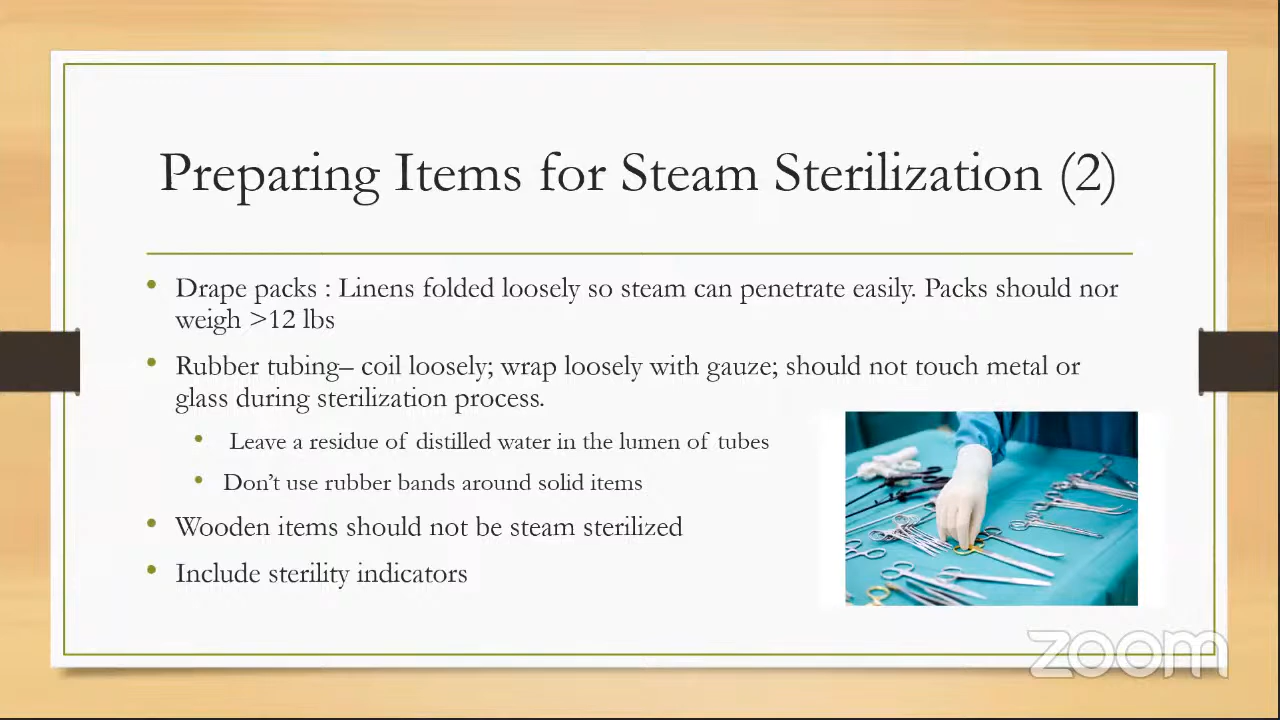 Preparing Items for Steam Sterilization (2)
• Drape packs : Linens folded loosely so steam can penetrate easily. Packs should nor
weigh >12 lbs
• Rubber tubing– coil loosely; wrap loosely with gauze; should not touch metal or
glass during sterilization process.
• Leave a residue of distilled water in the lumen of tubes
• Don’t use rubber bands around solid items
• Wooden items should not be steam sterilized
• Include sterility indicators
zoom